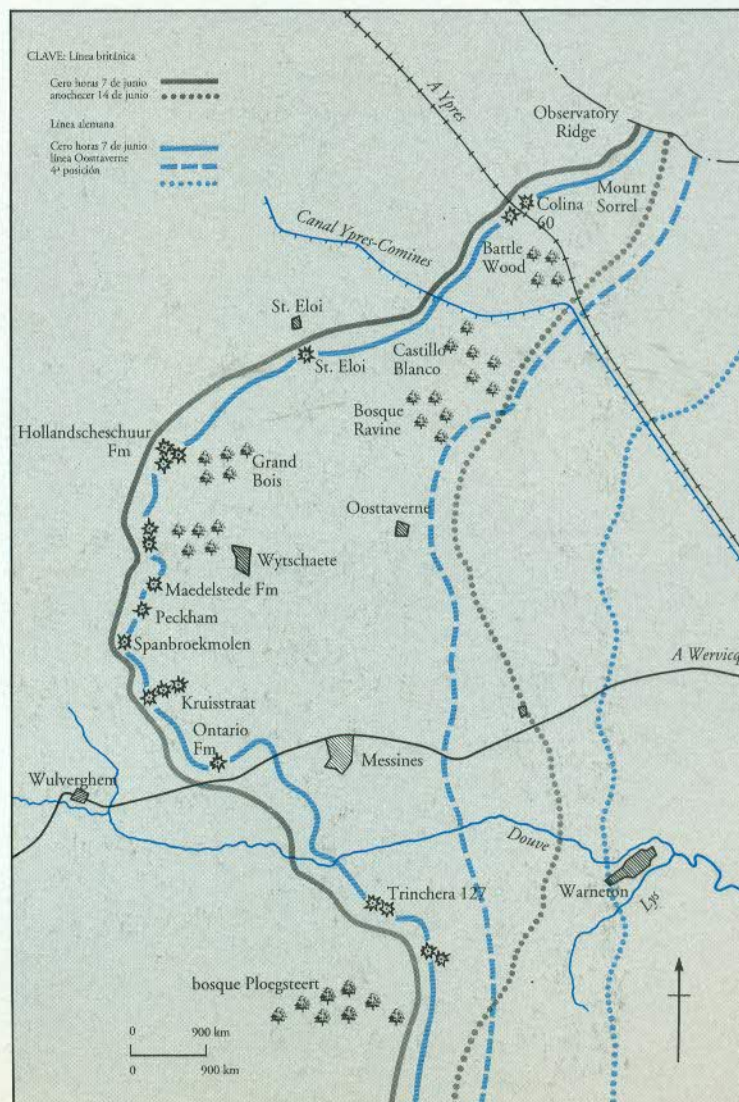 CLAVE: Línea británica
Cero horas 7 de junio
anochecer 14 de junio
Línea alemana
Cero horas 7 de junio
línea Oosttaverne
4ª posición
A Ypres
Observatory
Ridge
Mount
Sorrel
Colina
60
Canal Ypres-Comines
Battle
Wood
St. Eloi
St. Eloi
Castillo
Blanco
Bosque
Ravine
Hollandscheschuur
Fm
Grand
Bois
Oosttaverne
Wytschaete
Maedelstede Fm
Peckham
Spanbroekmolen
A Wervicq
Kruisstraat
Ontario
Fm
Messines
Wulverghem
Douve
Warneton
Lys
Trinchera 127
bosque Ploegsteert
0 900 km
0 900 km